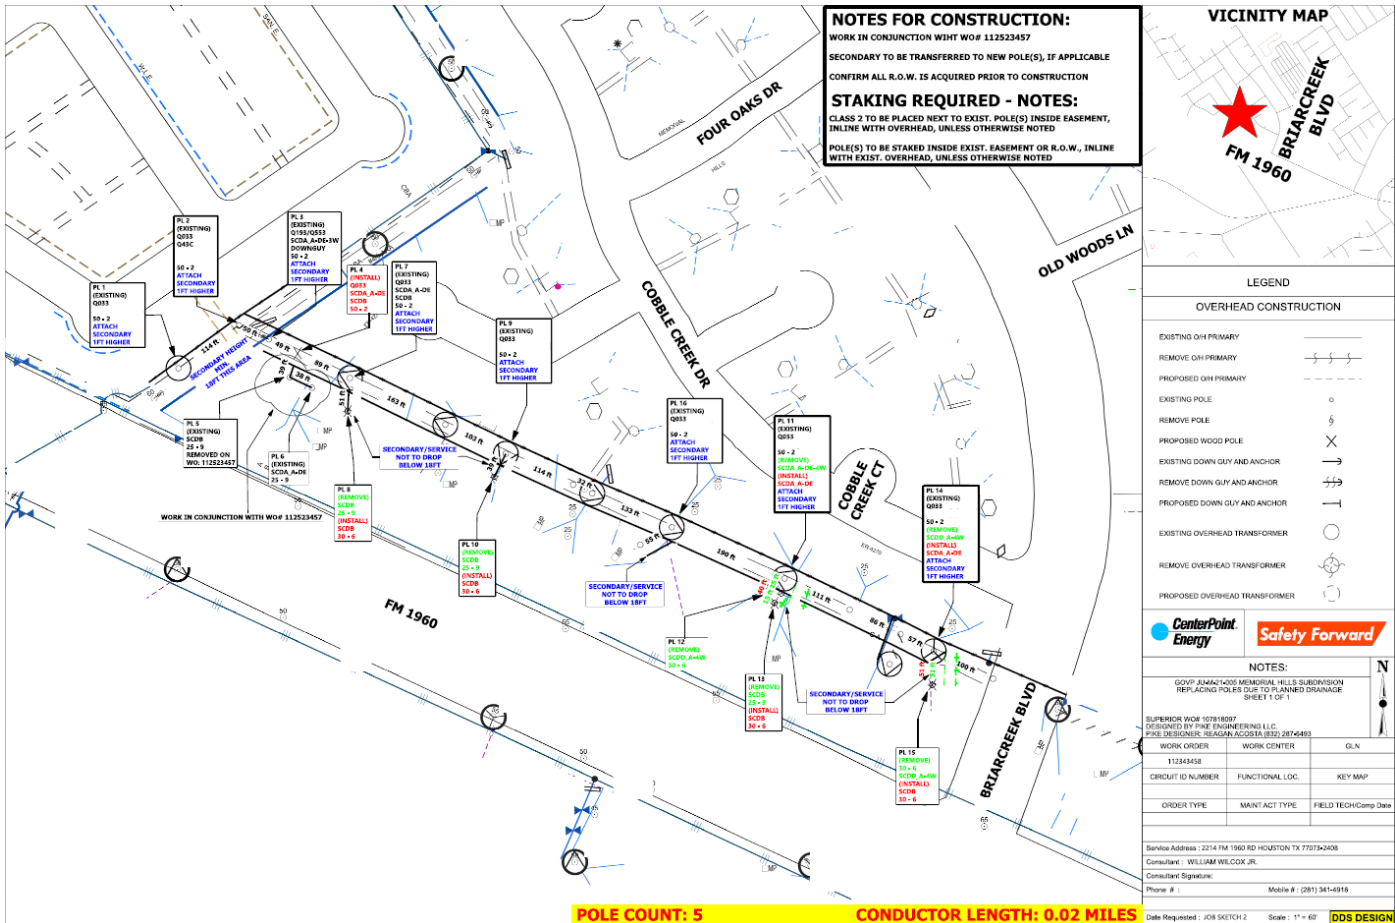 NOTES FOR CONSTRUCTION:
WORK IN CONJUNCTION WIHT WO# 112523457
SECONDARY TO BE TRANSFERRED TO NEW POLE(S), IF APPLICABLE
CONFIRM ALL R.O.W. IS ACQUIRED PRIOR TO CONSTRUCTION
STAKING REQUIRED - NOTES:
CLASS 2 TO BE PLACED NEXT TO EXIST. POLE(S) INSIDE EASEMENT,
INLINE WITH OVERHEAD, UNLESS OTHERWISE NOTED
POLE(S) TO BE STAKED INSIDE EXIST. EASEMENT OR R.O.W., INLINE
WITH EXIST. OVERHEAD, UNLESS OTHERWISE NOTED
VICINITY MAP
BRIARCREEK
BLVD
FM 1960
FOUR OAKS DR
MEMORIAL
HILLS
OLD WOODS LN
COBBLE CREEK DR
COBBLE
CREEK CT
FM 1960
BRIARCREEK BLVD
PL 1
(EXISTING)
Q033
50 - 2
ATTACH
SECONDARY
1FT HIGHER
PL 2
(EXISTING)
Q033
Q43C
50 - 2
ATTACH
SECONDARY
1FT HIGHER
PL 3
(EXISTING)
Q193/Q553
SCDA_A-DE-3W
DOWNGUY
50 - 2
ATTACH
SECONDARY
1FT HIGHER
PL 4
(INSTALL)
Q033
SCDA_A-DE
SCDB
50 - 2
PL 7
(EXISTING)
Q033
SCDA_A-DE
SCDB
50 - 2
ATTACH
SECONDARY
1FT HIGHER
PL 9
(EXISTING)
Q033
50 - 2
ATTACH
SECONDARY
1FT HIGHER
PL 16
(EXISTING)
Q033
50 - 2
ATTACH
SECONDARY
1FT HIGHER
PL 11
(EXISTING)
Q033
50 - 2
(REMOVE)
SCDA_A-DE-4W
(INSTALL)
SCDA_A-DE
ATTACH
SECONDARY
1FT HIGHER
PL 14
(EXISTING)
Q033
50 - 2
(REMOVE)
SCDD_A-4W
(INSTALL)
SCDA_A-DE
ATTACH
SECONDARY
1FT HIGHER
114 ft
SECONDARY HEIGHT
MIN.
18FT THIS AREA
49 ft
89 ft
38 ft
51 ft
163 ft
103 ft
39 ft
114 ft
32 ft
133 ft
55 ft
190 ft
40 ft
111 ft
86 ft
57 ft
51 ft
100 ft
PL 5
(EXISTING)
SCDB
25 - 9
REMOVED ON
WO: 112523457
PL 6
(EXISTING)
SCDA_A-DE
25 - 9
WORK IN CONJUNCTION WITH WO# 112523457
PL 8
(REMOVE)
SCDB
25 - 9
(INSTALL)
SCDB
30 - 6
SECONDARY/SERVICE
NOT TO DROP
BELOW 18FT
PL 10
(REMOVE)
SCDB
25 - 9
(INSTALL)
SCDB
30 - 6
SECONDARY/SERVICE
NOT TO DROP
BELOW 18FT
PL 12
(REMOVE)
SCDD_A-4W
30 - 6
PL 13
(REMOVE)
SCDB
25 - 9
(INSTALL)
SCDB
30 - 6
SECONDARY/SERVICE
NOT TO DROP
BELOW 18FT
PL 15
(REMOVE)
30 - 6
SCDD_A-4W
(INSTALL)
SCDB
30 - 6
LEGEND
OVERHEAD CONSTRUCTION
EXISTING O/H PRIMARY
REMOVE O/H PRIMARY
PROPOSED O/H PRIMARY
EXISTING POLE
REMOVE POLE
PROPOSED WOOD POLE
EXISTING DOWN GUY AND ANCHOR
REMOVE DOWN GUY AND ANCHOR
PROPOSED DOWN GUY AND ANCHOR
EXISTING OVERHEAD TRANSFORMER
REMOVE OVERHEAD TRANSFORMER
PROPOSED OVERHEAD TRANSFORMER
CenterPoint.
Energy
Safety Forward
NOTES:
GOVP JU-M-21-005 MEMORIAL HILLS SUBDIVISION
REPLACING POLES DUE TO PLANNED DRAINAGE
SHEET 1 OF 1
N
SUPERIOR WO# 107818097
DESIGNED BY PIKE ENGINEERING LLC.
PIKE DESIGNER: REAGAN ACOSTA (832) 287-6493
WORK ORDER WORK CENTER GLN
112343458
CIRCUIT ID NUMBER FUNCTIONAL LOC. KEY MAP
ORDER TYPE MAINT ACT TYPE FIELD TECH/Comp Date
Service Address : 2214 FM 1960 RD HOUSTON TX 77073-2408
Consultant : WILLIAM WILCOX JR.
Consultant Signature:
Phone # : Mobile # : (281) 341-4918
Date Requested : JOB SKETCH 2 Scale : 1" = 60' DDS DESIGN
POLE COUNT: 5 CONDUCTOR LENGTH: 0.02 MILES